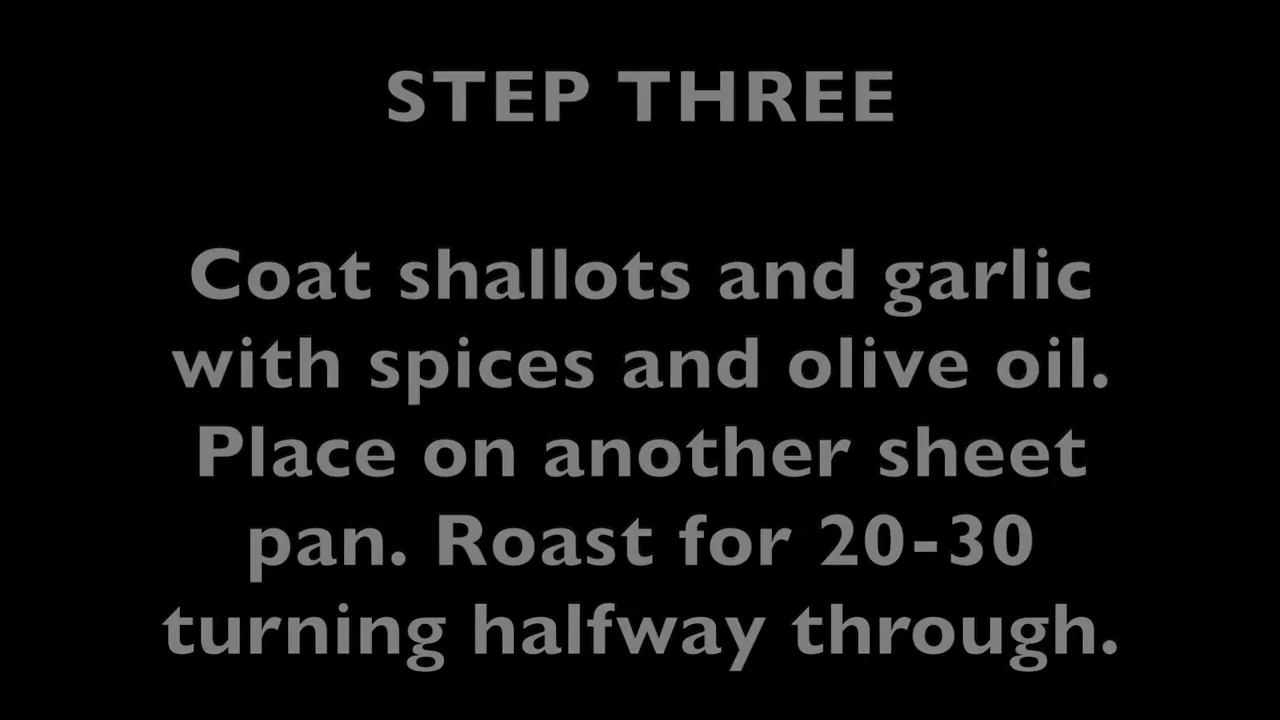 STEP THREE
Coat shallots and garlic
with spices and olive oil.
Place on another sheet
pan. Roast for 20-30
turning halfway through.